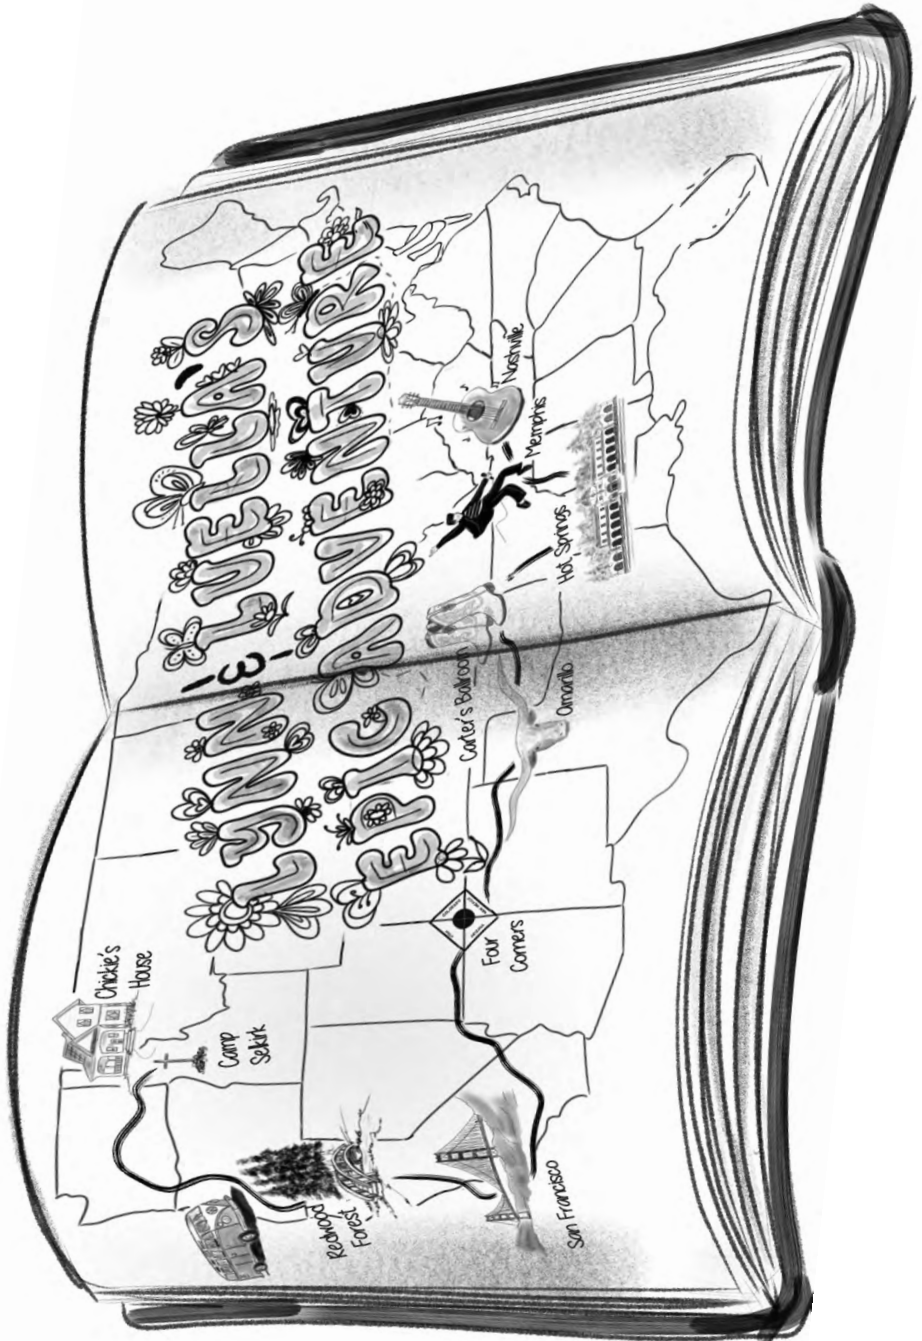 LYNN & LUELLA'S
EPIC ADVENTURE
Chickie's
House
Camp
Selkirk
Redwood
Forest
San Francisco
Four
Corners
Carter's Ballroom
Amarillo
Hot Springs
Memphis
Nashville